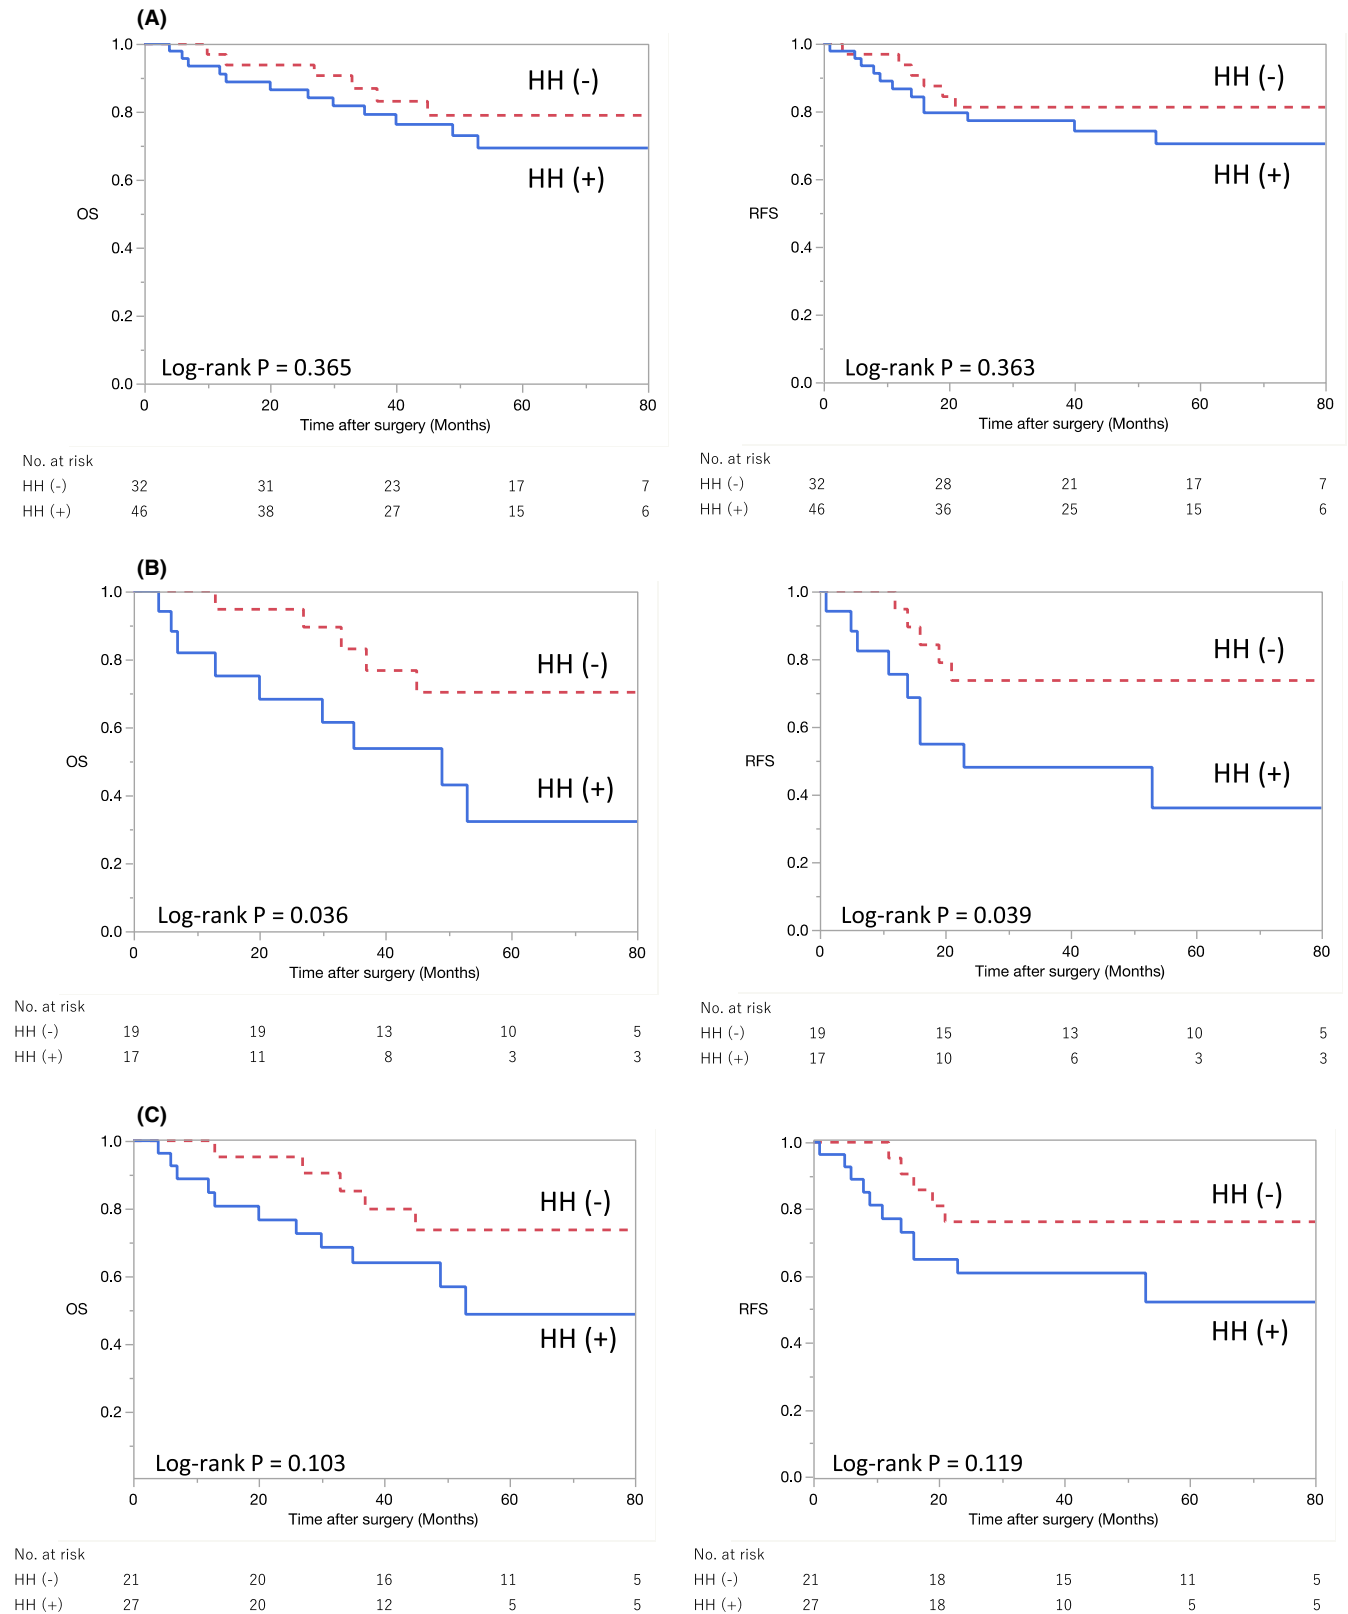 (A)
1.0
0.8
0.6
0.4
0.2
0.0
OS
HH (-)
HH (+)
Log-rank P = 0.365
0 20 40 60 80
Time after surgery (Months)
No. at risk
HH (-) 32 31 23 17 7
HH (+) 46 38 27 15 6
1.0
0.8
0.6
0.4
0.2
0.0
RFS
HH (-)
HH (+)
Log-rank P = 0.363
0 20 40 60 80
Time after surgery (Months)
No. at risk
HH (-) 32 28 21 17 7
HH (+) 46 36 25 15 6
(B)
1.0
0.8
0.6
0.4
0.2
0.0
OS
HH (-)
HH (+)
Log-rank P = 0.036
0 20 40 60 80
Time after surgery (Months)
No. at risk
HH (-) 19 19 13 10 5
HH (+) 17 11 8 3 3
1.0
0.8
0.6
0.4
0.2
0.0
RFS
HH (-)
HH (+)
Log-rank P = 0.039
0 20 40 60 80
Time after surgery (Months)
No. at risk
HH (-) 19 15 13 10 5
HH (+) 17 10 6 3 3
(C)
1.0
0.8
0.6
0.4
0.2
OS
HH (-)
HH (+)
Log-rank P = 0.103
0 20 40 60 80
Time after surgery (Months)
No. at risk
HH (-) 21 20 16 11 5
HH (+) 27 20 12 5 5
1.0
0.8
0.6
0.4
0.2
0.0
RFS
HH (-)
HH (+)
Log-rank P = 0.119
0 20 40 60 80
Time after surgery (Months)
No. at risk
HH (-) 21 18 15 11 5
HH (+) 27 18 10 5 5